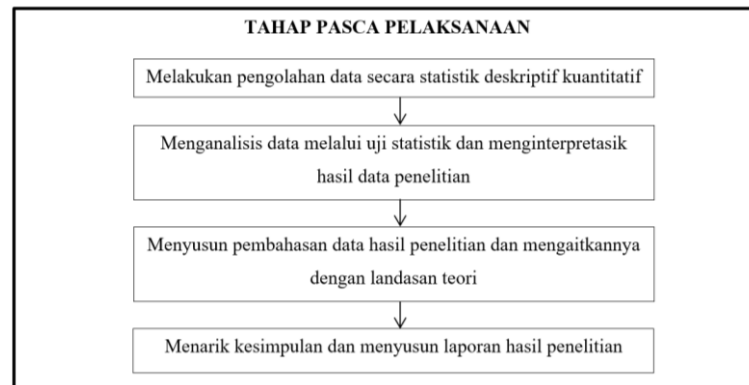 TAHAP PASCA PELAKSANAAN
Melakukan pengolahan data secara statistik deskriptif kuantitatif
Menganalisis data melalui uji statistik dan menginterpretasik
hasil data penelitian
Menyusun pembahasan data hasil penelitian dan mengaitkannya
dengan landasan teori
Menarik kesimpulan dan menyusun laporan hasil penelitian